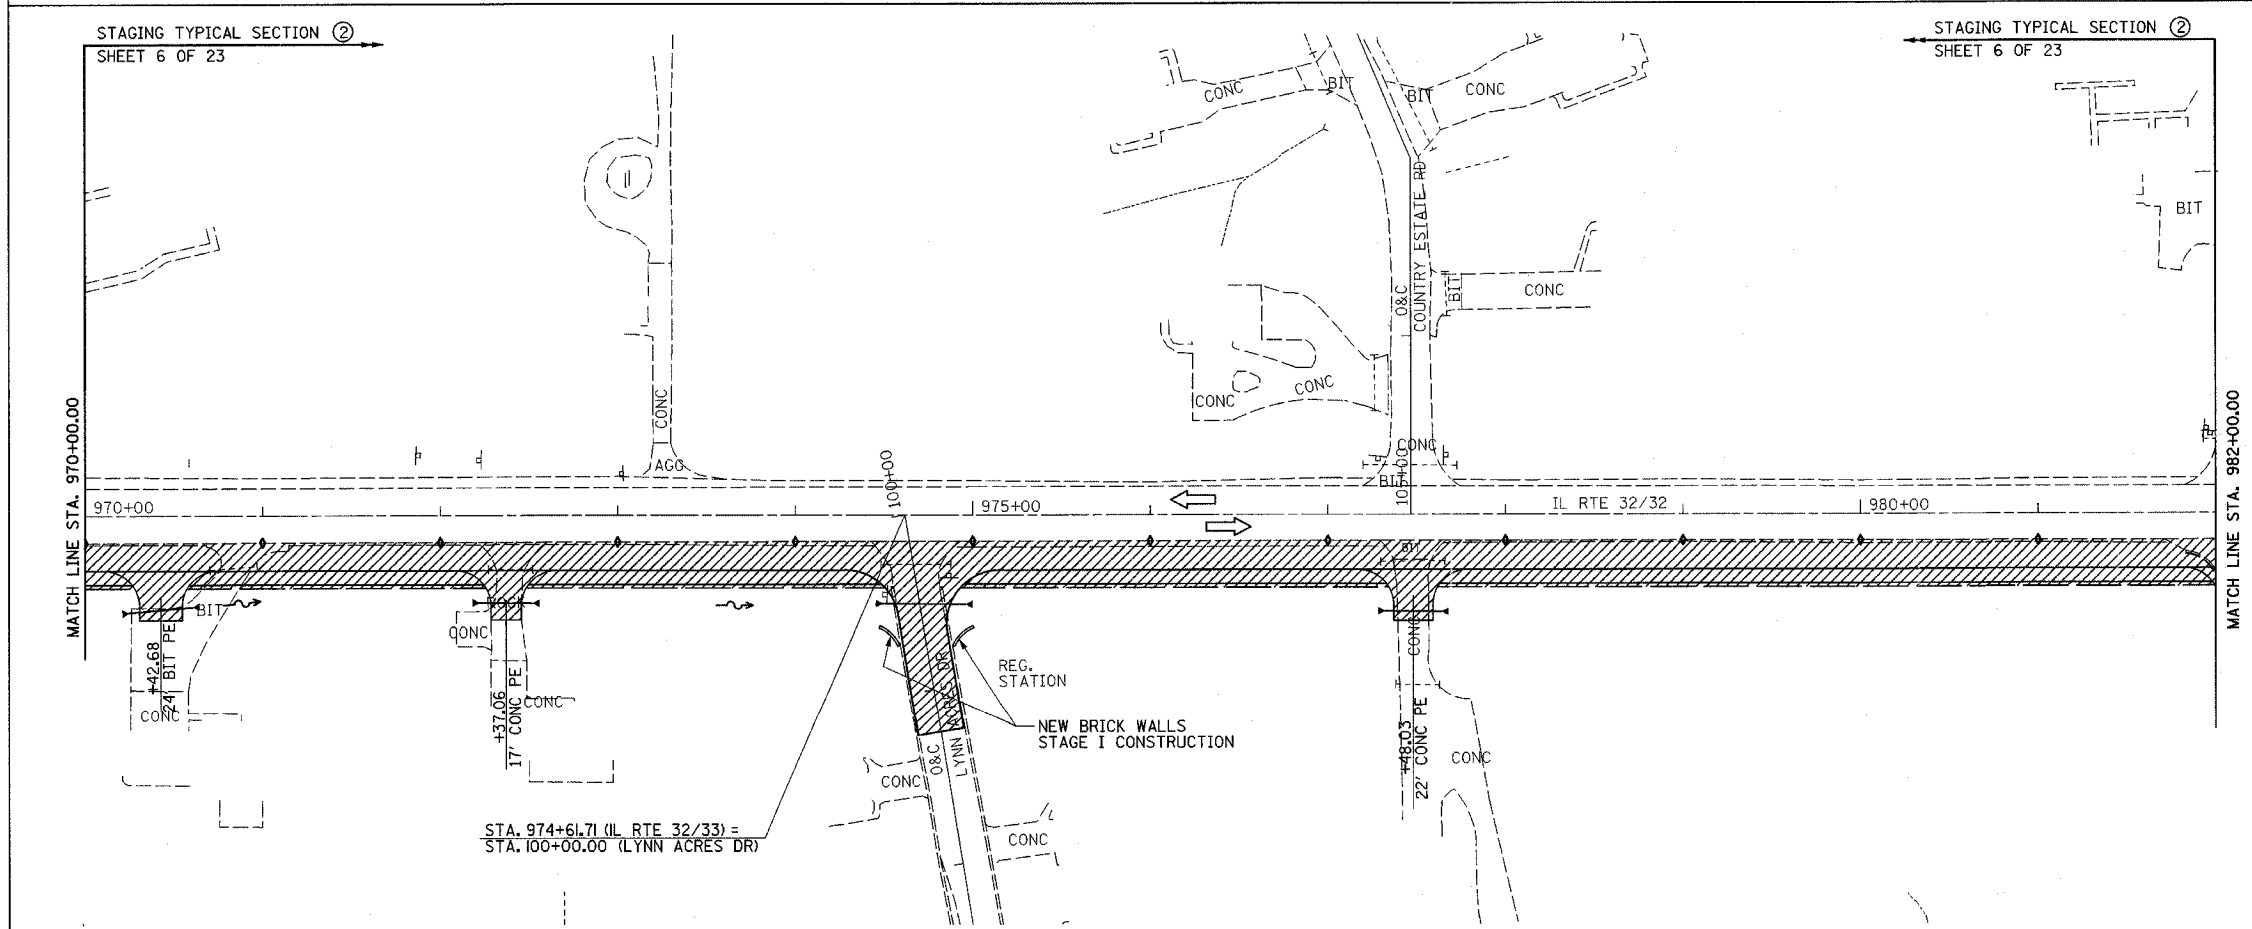 STAGING TYPICAL SECTION ②
SHEET 6 OF 23
STAGING TYPICAL SECTION ②
SHEET 6 OF 23
CONC
BIT
BIT
CONC
BIT
COUNTRY ESTATE RD
O&C
BIT
CONC
CONC
CONC
CONC
CONC
AGG
BIT
MATCH LINE STA. 970+00.00
MATCH LINE STA. 982+00.00
970+00
100+00
975+00
IL RTE 32/32
980+00
BIT
BIT
CONC
CONC
+42.68
24' BIT PE
CONC
+37.06
17' CONC PE
CONC
LYNN ACRES DR
O&C
REG.
STATION
NEW BRICK WALLS
STAGE I CONSTRUCTION
CONC
CONC
+48.03
22' CONC PE
CONC
STA. 974+61.71 (IL RTE 32/33) =
STA. 100+00.00 (LYNN ACRES DR)
CONC